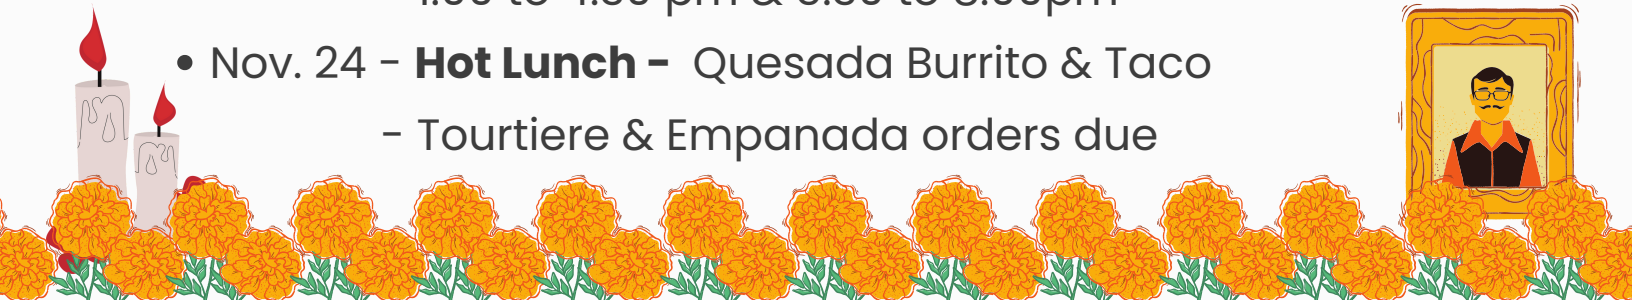 • Nov. 24 - Hot Lunch - Quesada Burrito & Taco
- Tourtiere & Empanada orders due